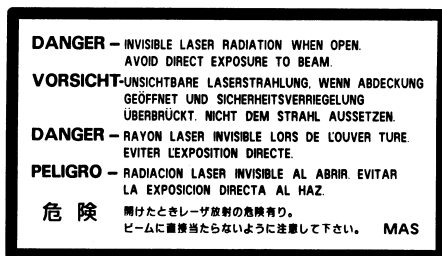 DANGER – INVISIBLE LASER RADIATION WHEN OPEN.
AVOID DIRECT EXPOSURE TO BEAM.
VORSICHT-UNSICHTBARE LASERSTRAHLUNG, WENN ABDECKUNG
GEÖFFNET UND SICHERHEITSVERRIEGELUNG
ÜBERBRÜCKT. NICHT DEM STRAHL AUSSETZEN.
DANGER – RAYON LASER INVISIBLE LORS DE L'OUVER TURE.
EVITER L'EXPOSITION DIRECTE.
PELIGRO – RADIACION LASER INVISIBLE AL ABRIR. EVITAR
LA EXPOSICION DIRECTA AL HAZ.
危 険 開けたときレーザ放射の危険有り。
ビームに直接当たらないように注意して下さい。 MAS